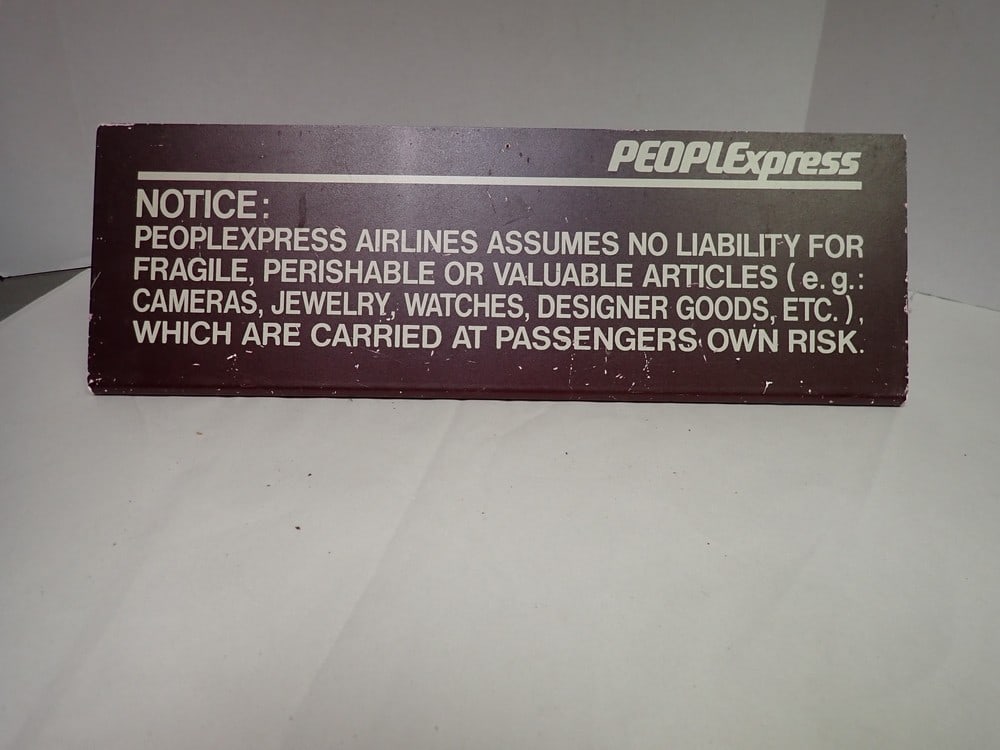 PEOPLExpress
NOTICE:
PEOPLEXPRESS AIRLINES ASSUMES NO LIABILITY FOR
FRAGILE, PERISHABLE OR VALUABLE ARTICLES (e.g.:
CAMERAS, JEWELRY, WATCHES, DESIGNER GOODS, ETC.),
WHICH ARE CARRIED AT PASSENGERS OWN RISK.